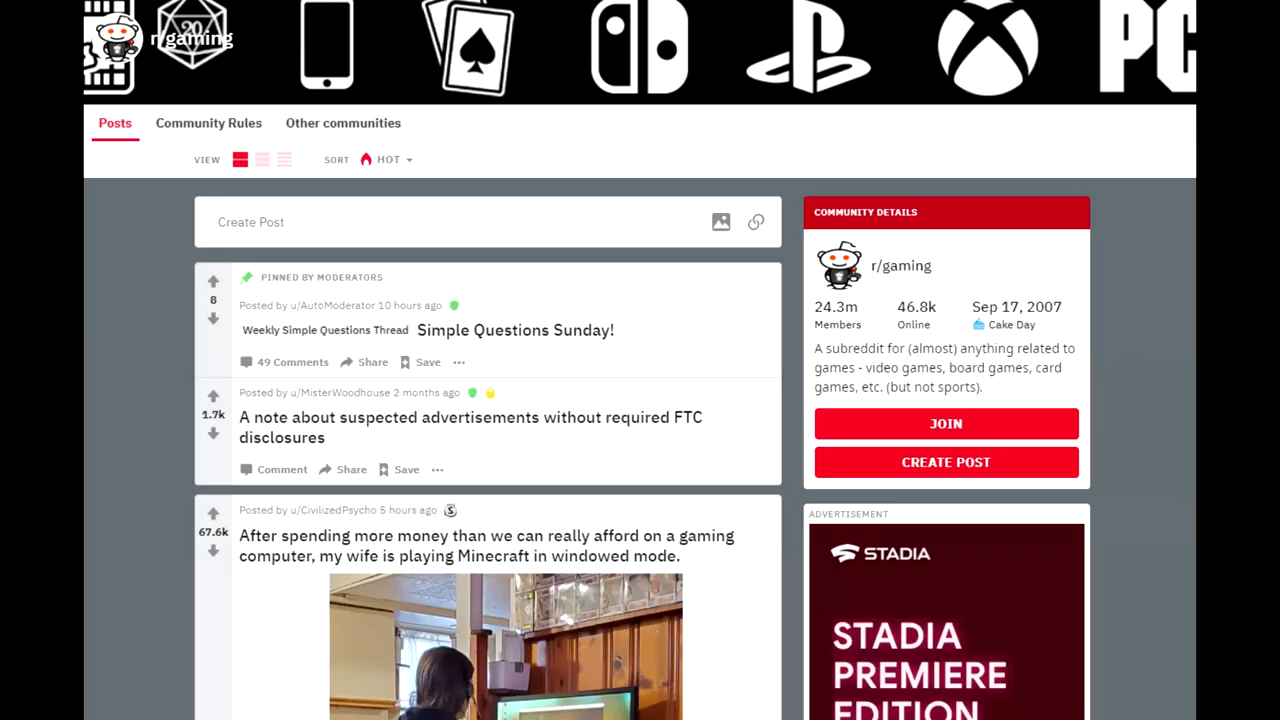 20
r/gaming
PC
Posts Community Rules Other communities
VIEW SORT HOT
Create Post
PINNED BY MODERATORS
8
Posted by u/AutoModerator 10 hours ago
Weekly Simple Questions Thread Simple Questions Sunday!
49 Comments Share Save
1.7k
Posted by u/MisterWoodhouse 2 months ago
A note about suspected advertisements without required FTC
disclosures
Comment Share Save
67.6k
Posted by u/CivilizedPsycho 5 hours ago
After spending more money than we can really afford on a gaming
computer, my wife is playing Minecraft in windowed mode.
COMMUNITY DETAILS
r/gaming
24.3m 46.8k Sep 17, 2007
Members Online Cake Day
A subreddit for (almost) anything related to
games - video games, board games, card
games, etc. (but not sports).
JOIN
CREATE POST
ADVERTISEMENT
STADIA
STADIA
PREMIERE
EDITION